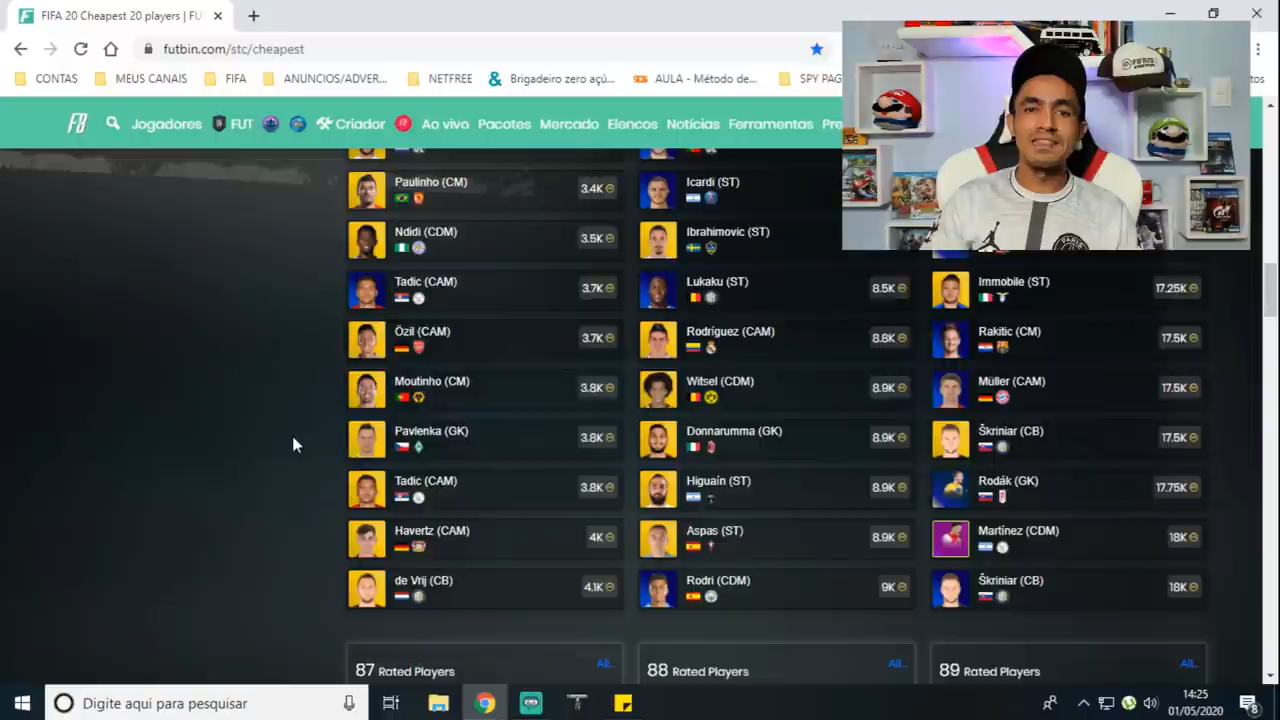 FIFA 20 Cheapest 20 players | FU
futbin.com/stc/cheapest
CONTAS
MEUS CANAIS
FIFA
ANUNCIOS/ADVER...
NETFREE
Brigadeiro zero açú...
AULA - Método de...
SPY PAG
FUT
Ao vivo
Pacotes
Mercado
Elencos
Notícias
Ferramentas
Paulinho (CM)
3.4K
Icardi (ST)
Ndidi (CDM)
3.5K
Ibrahimovic (ST)
Tadic (CAM)
3.7K
Lukaku (ST)
8.5K
Immobile (ST)
17.25K
Özil (CAM)
3.7K
Rodríguez (CAM)
8.8K
Rakitic (CM)
17.5K
Moutinho (CM)
3.8K
Witsel (CDM)
8.9K
Müller (CAM)
17.5K
Pavlenka (GK)
3.8K
Donnarumma (GK)
8.9K
Škriniar (CB)
17.5K
Tadic (CAM)
3.8K
Higuaín (ST)
8.9K
Rodák (GK)
17.75K
Havertz (CAM)
4K
Aspas (ST)
8.9K
Martínez (CDM)
18K
de Vrij (CB)
4.1K
Rodri (CDM)
9K
Škriniar (CB)
18K
87 Rated Players
All..
88 Rated Players
All..
89 Rated Players
All..
Digite aqui para pesquisar
14:25
01/05/2020
8